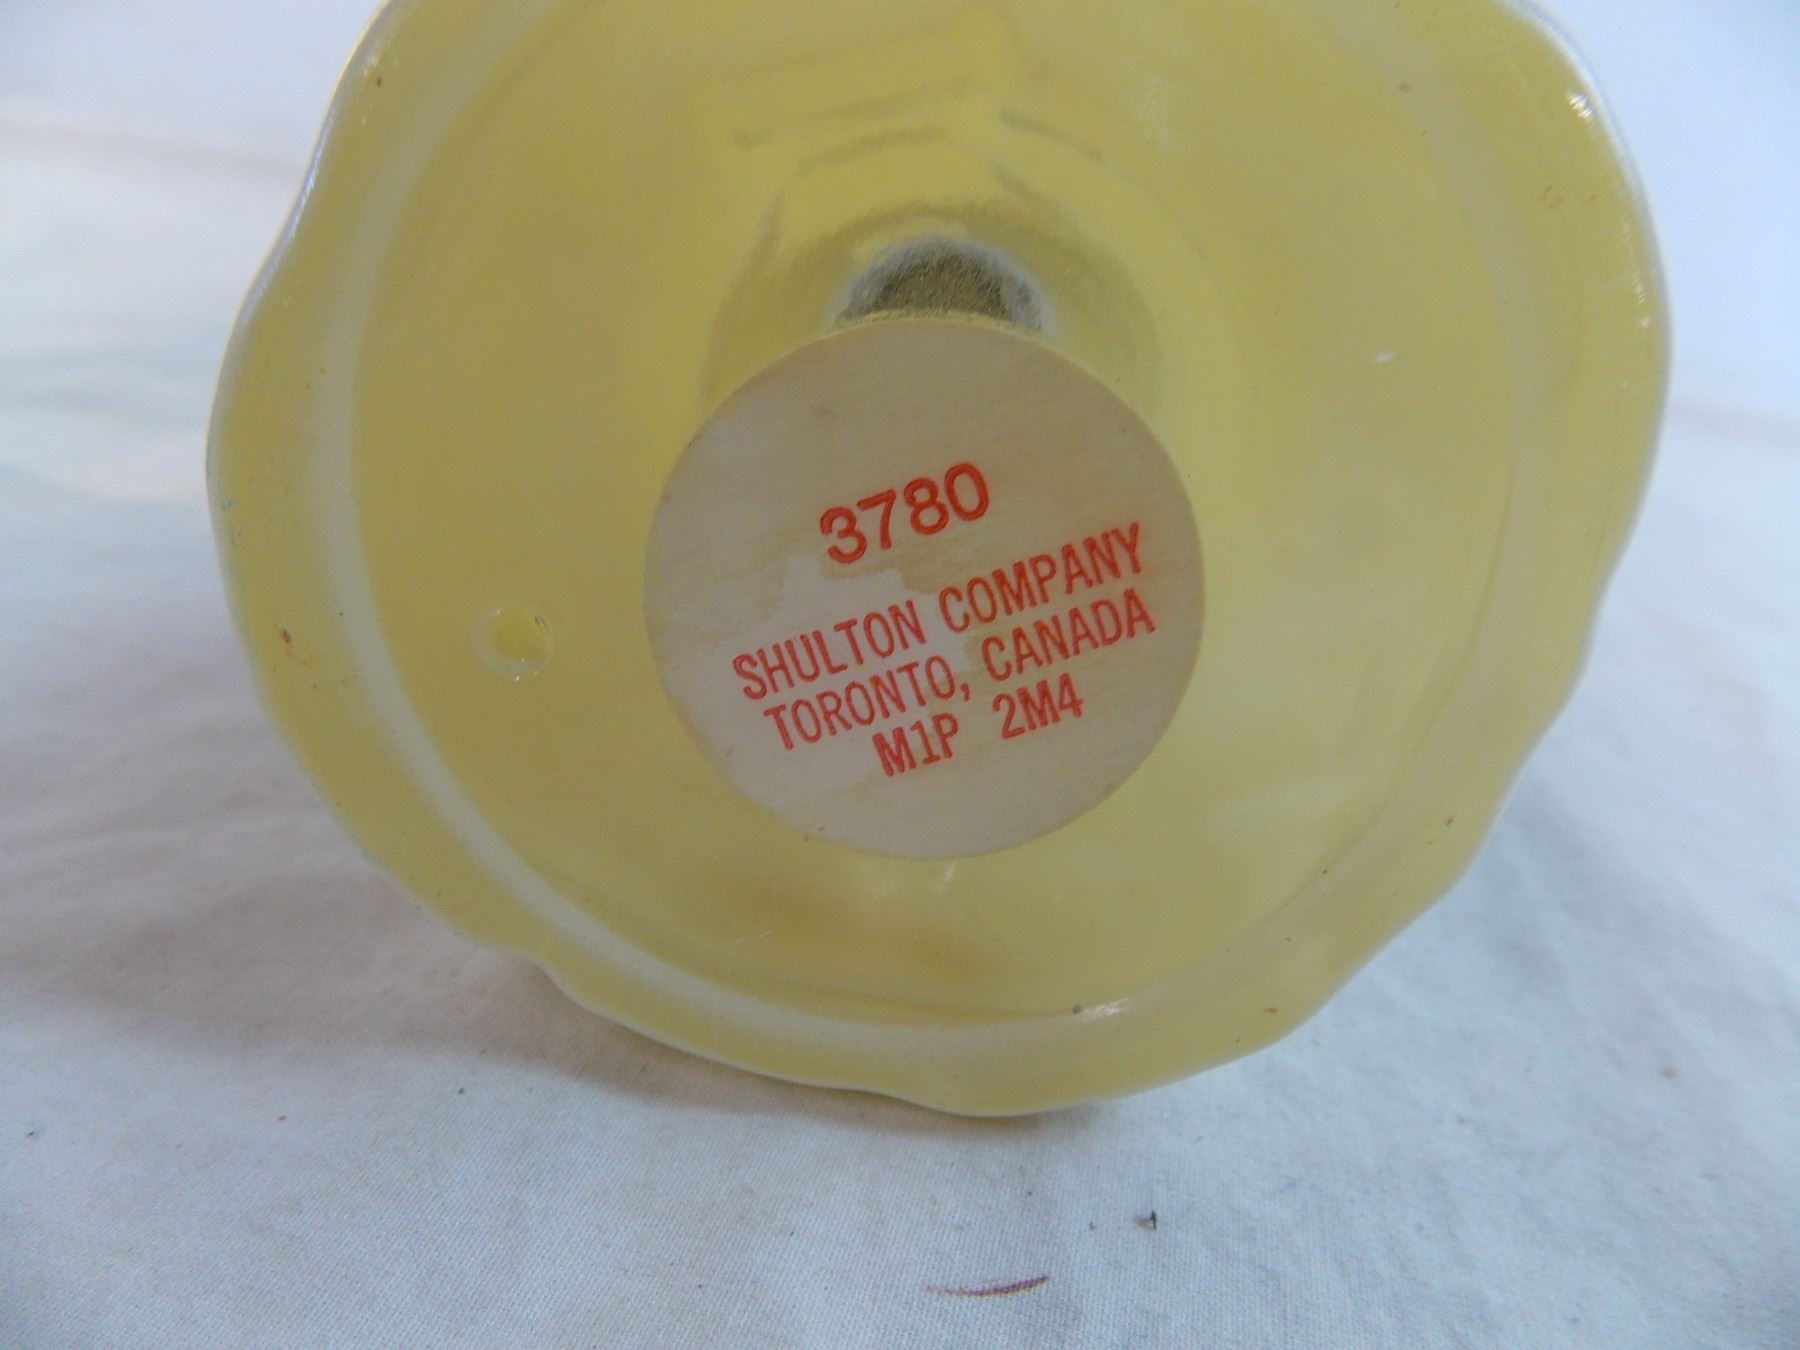 3780
SHULTON COMPANY
TORONTO, CANADA
M1P 2M4